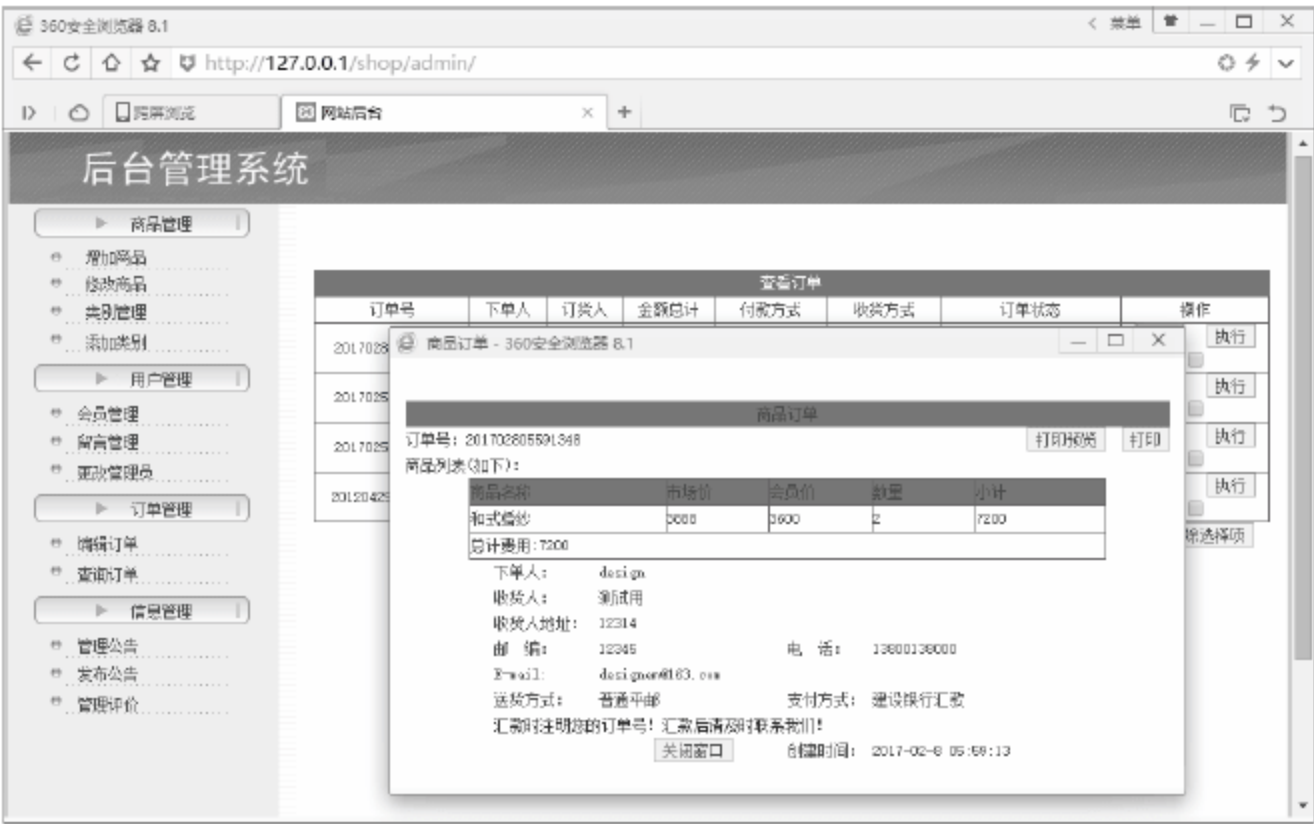 360安全浏览器 8.1 菜单
http://127.0.0.1/shop/admin/
跨屏浏览 网站后台
后台管理系统
商品管理
增加商品
修改商品
类别管理
添加类别
用户管理
会员管理
留言管理
更改管理员
订单管理
编辑订单
查询订单
信息管理
管理公告
发布公告
管理评价
查看订单
订单号 下单人 订货人 金额总计 付款方式 收货方式 订单状态 操作
2017028 执行
2017025 执行
2017025 执行
20120425 执行
除选择项
商品订单 - 360安全浏览器 8.1
商品订单
订单号: 201702805591348 打印预览 打印
商品列表(如下):
商品名称 市场价 会员价 数量 小计
和式婚纱 3600 2 7200
总计费用:7200
下单人: design
收货人: 测试用
收货人地址: 12314
邮 编: 12345 电 话: 13800138000
E-mail:
送货方式: 普通平邮 支付方式: 建设银行汇款
汇款时注明您的订单号!汇款后请及时联系我们!
关闭窗口 创建时间: 2017-02-8 05:59:13